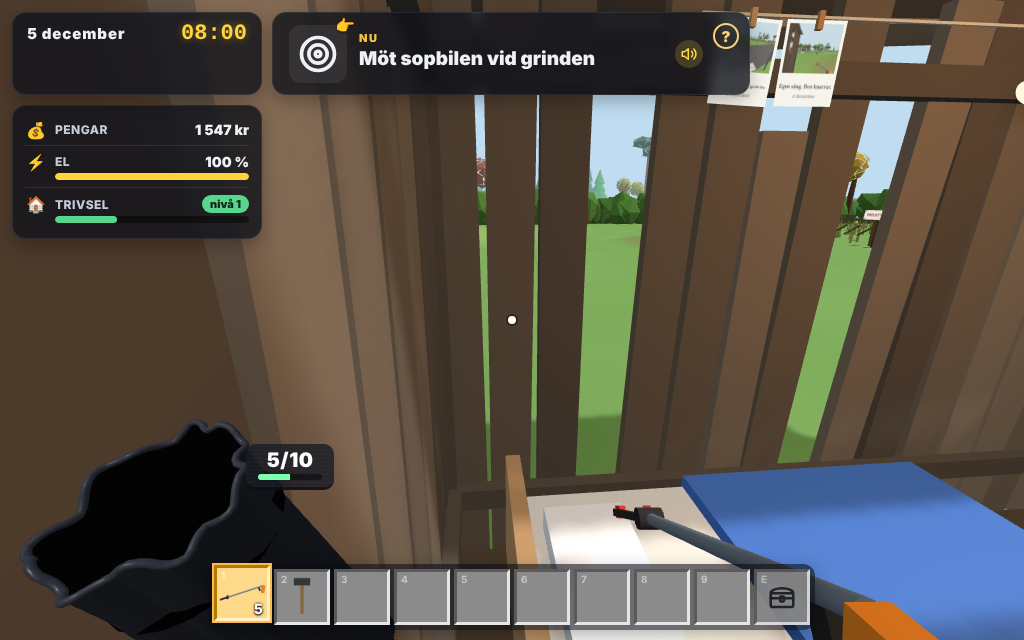 5 december 08:00
NU
Möt sopbilen vid grinden
?
PENGAR 1 547 kr
EL 100 %
TRIVSEL nivå 1
5/10
1 2 3 4 5 6 7 8 9 E
5